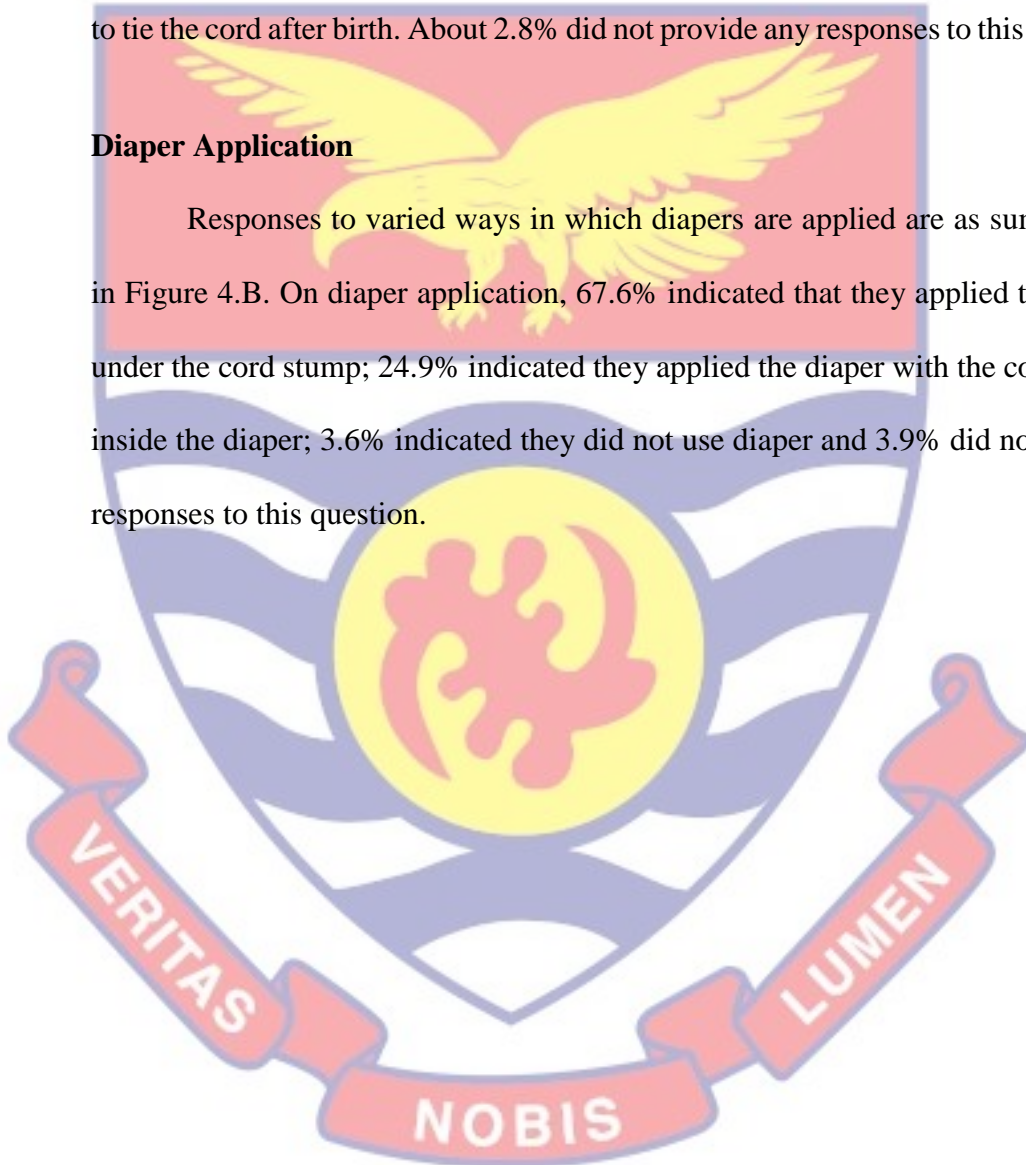 to tie the cord after birth. About 2.8% did not provide any responses to this
Diaper Application
Responses to varied ways in which diapers are applied are as
in Figure 4.B. On diaper application, 67.6% indicated that they applied
under the cord stump; 24.9% indicated they applied the diaper with the
inside the diaper; 3.6% indicated they did not use diaper and 3.9% did
responses to this question.
VERITAS
NOBIS
LUMEN